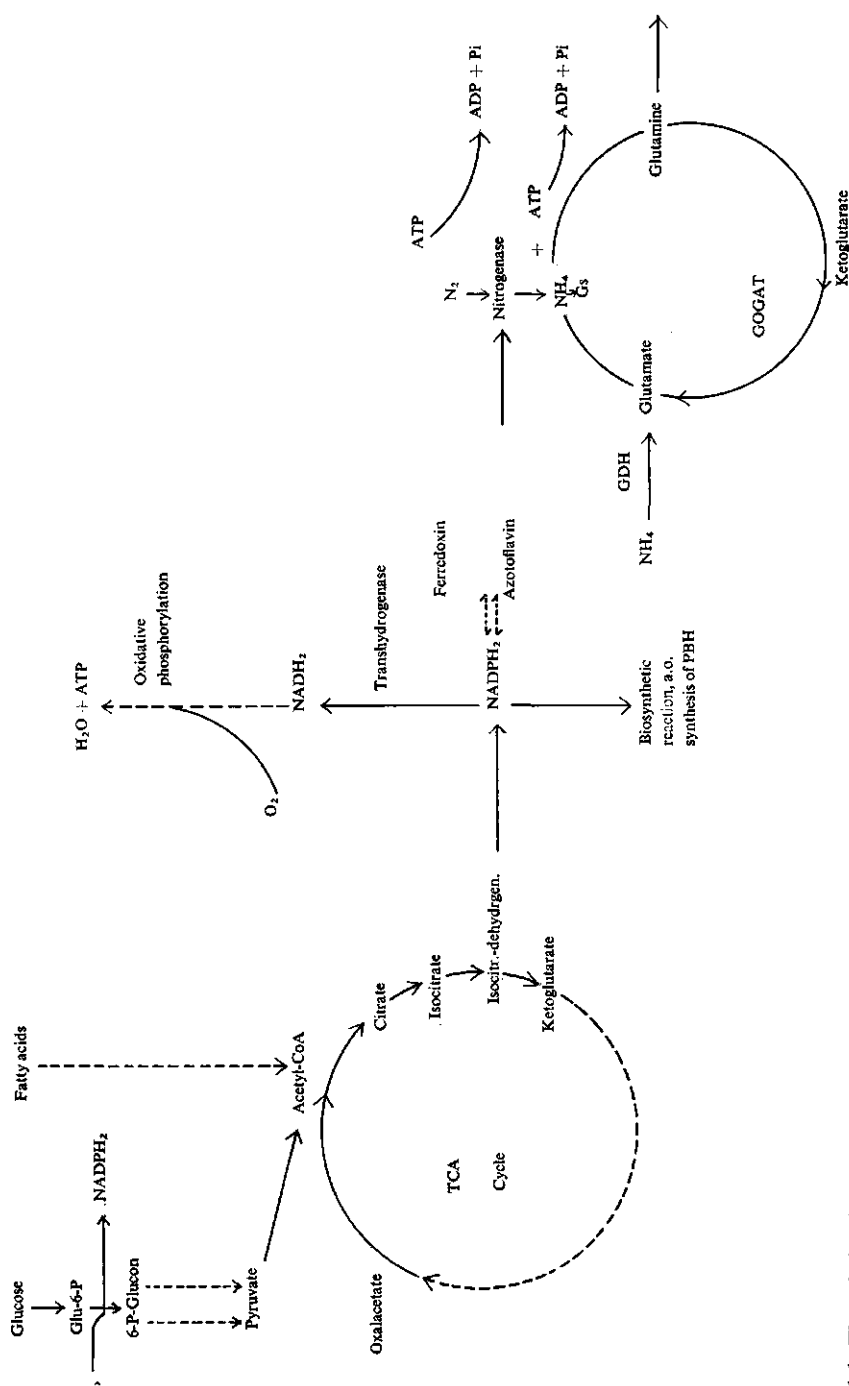 Glucose
Glu-6-P
.NADPH₂
6-P-Glucon
Pyruvate
Fatty acids
Acetyl-CoA
Oxalacetate
TCA
Cycle
Citrate
Isocitrate
Isocitr.-dehydrgen.
Ketoglutarate
H₂O + ATP
Oxidative
phosphorylation
O₂
NADH₂
Transhydrogenase
Ferredoxin
NADPH₂
Azotoflavin
Biosynthetic
reaction, a.o.
synthesis of PBH
ATP
ADP + Pi
N₂
Nitrogenase
NH₄
+
ATP
ADP + Pi
Gs
GDH
NH₄
Glutamate
Glutamine
GOGAT
Ketoglutarate